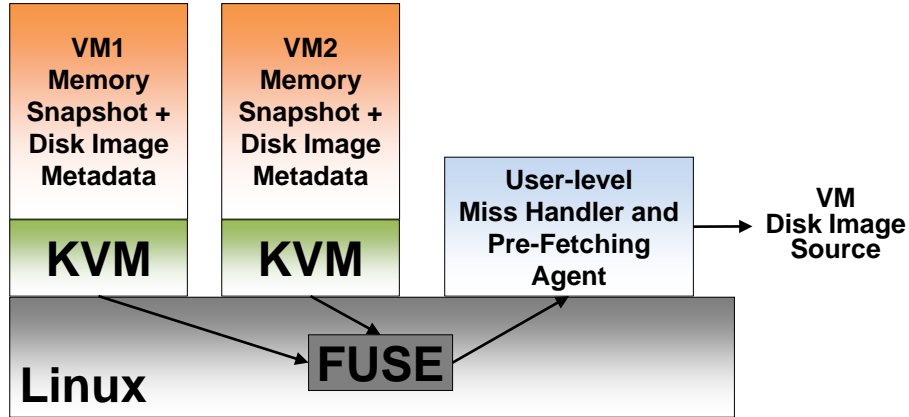 VM1
Memory
Snapshot +
Disk Image
Metadata
KVM
VM2
Memory
Snapshot +
Disk Image
Metadata
KVM
User-level
Miss Handler and
Pre-Fetching
Agent
VM
Disk Image
Source
FUSE
Linux